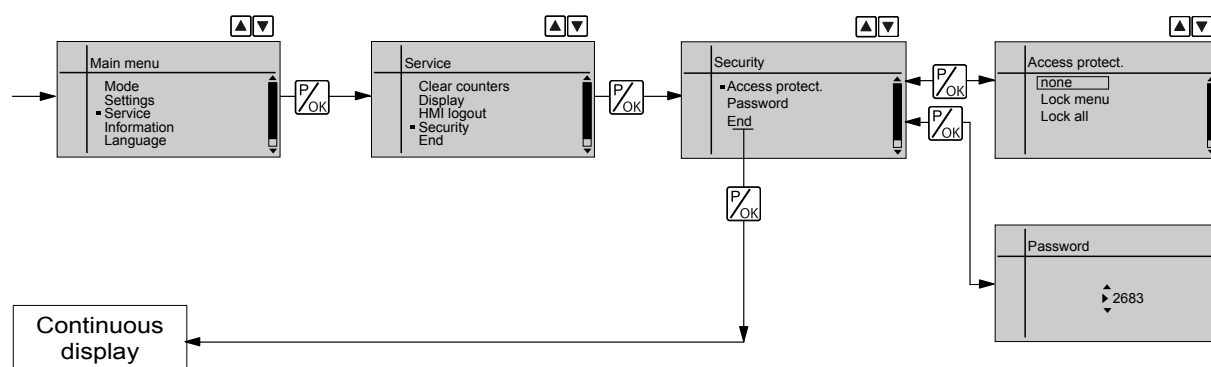 Main menu
Mode
Settings
Service
Information
Language
P/OK
Service
Clear counters
Display
HMI logout
Security
End
P/OK
Security
Access protect.
Password
End
P/OK
P/OK
Access protect.
none
Lock menu
Lock all
P/OK
Password
2683
Continuous
display